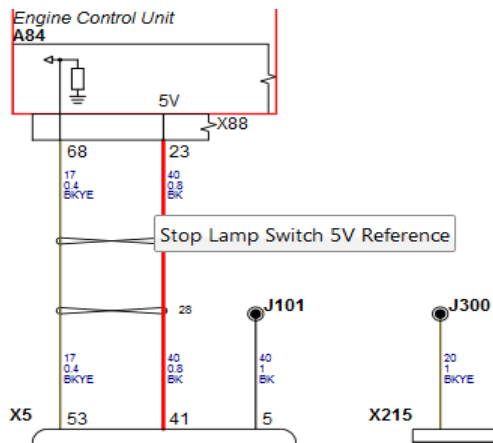 Engine Control Unit
A84
5V
X88
68 23
17
0.4
BKYE
40
0.8
BK
Stop Lamp Switch 5V Reference
28
J101
J300
17
0.4
BKYE
40
0.8
BK
40
1
BK
20
1
BKYE
X5 53 41 5 X215